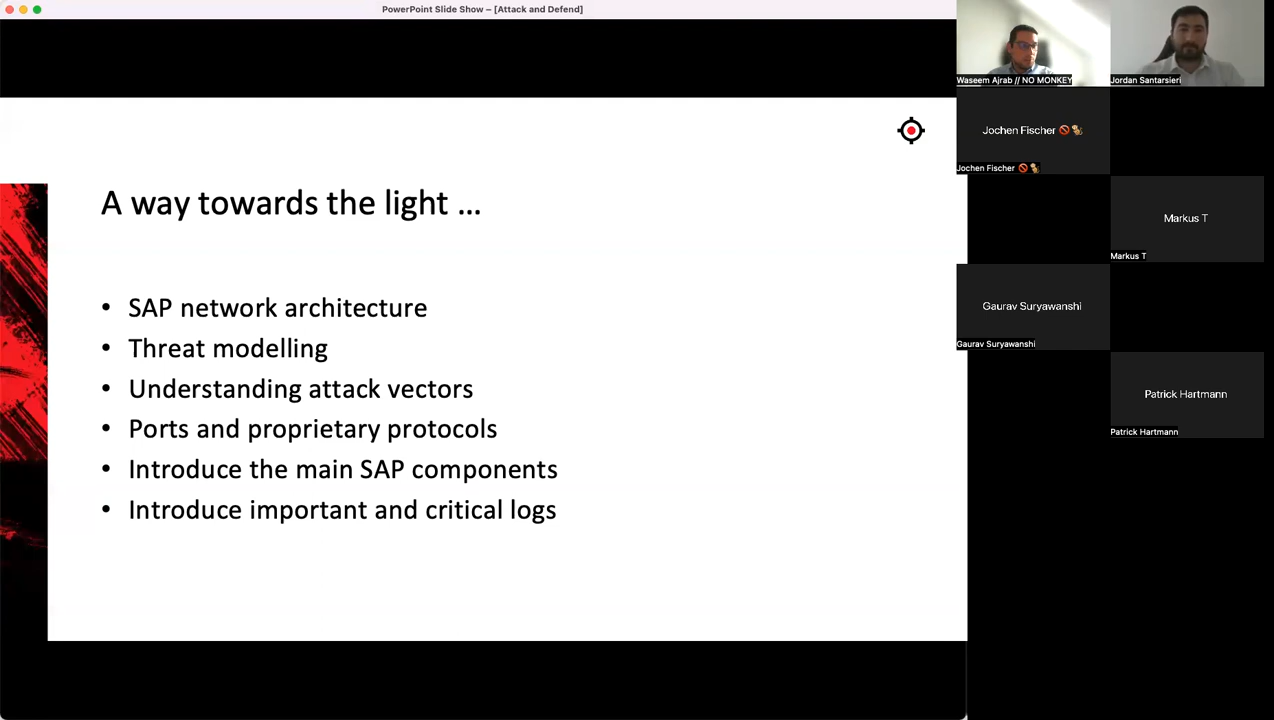 PowerPoint Slide Show – [Attack and Defend]
A way towards the light ...
• SAP network architecture
• Threat modelling
• Understanding attack vectors
• Ports and proprietary protocols
• Introduce the main SAP components
• Introduce important and critical logs
Waseem Ajrab // NO MONKEY
Jordan Santarsieri
Jochen Fischer 🚫🐒
Jochen Fischer 🚫🐒
Markus T
Markus T
Gaurav Suryawanshi
Gaurav Suryawanshi
Patrick Hartmann
Patrick Hartmann